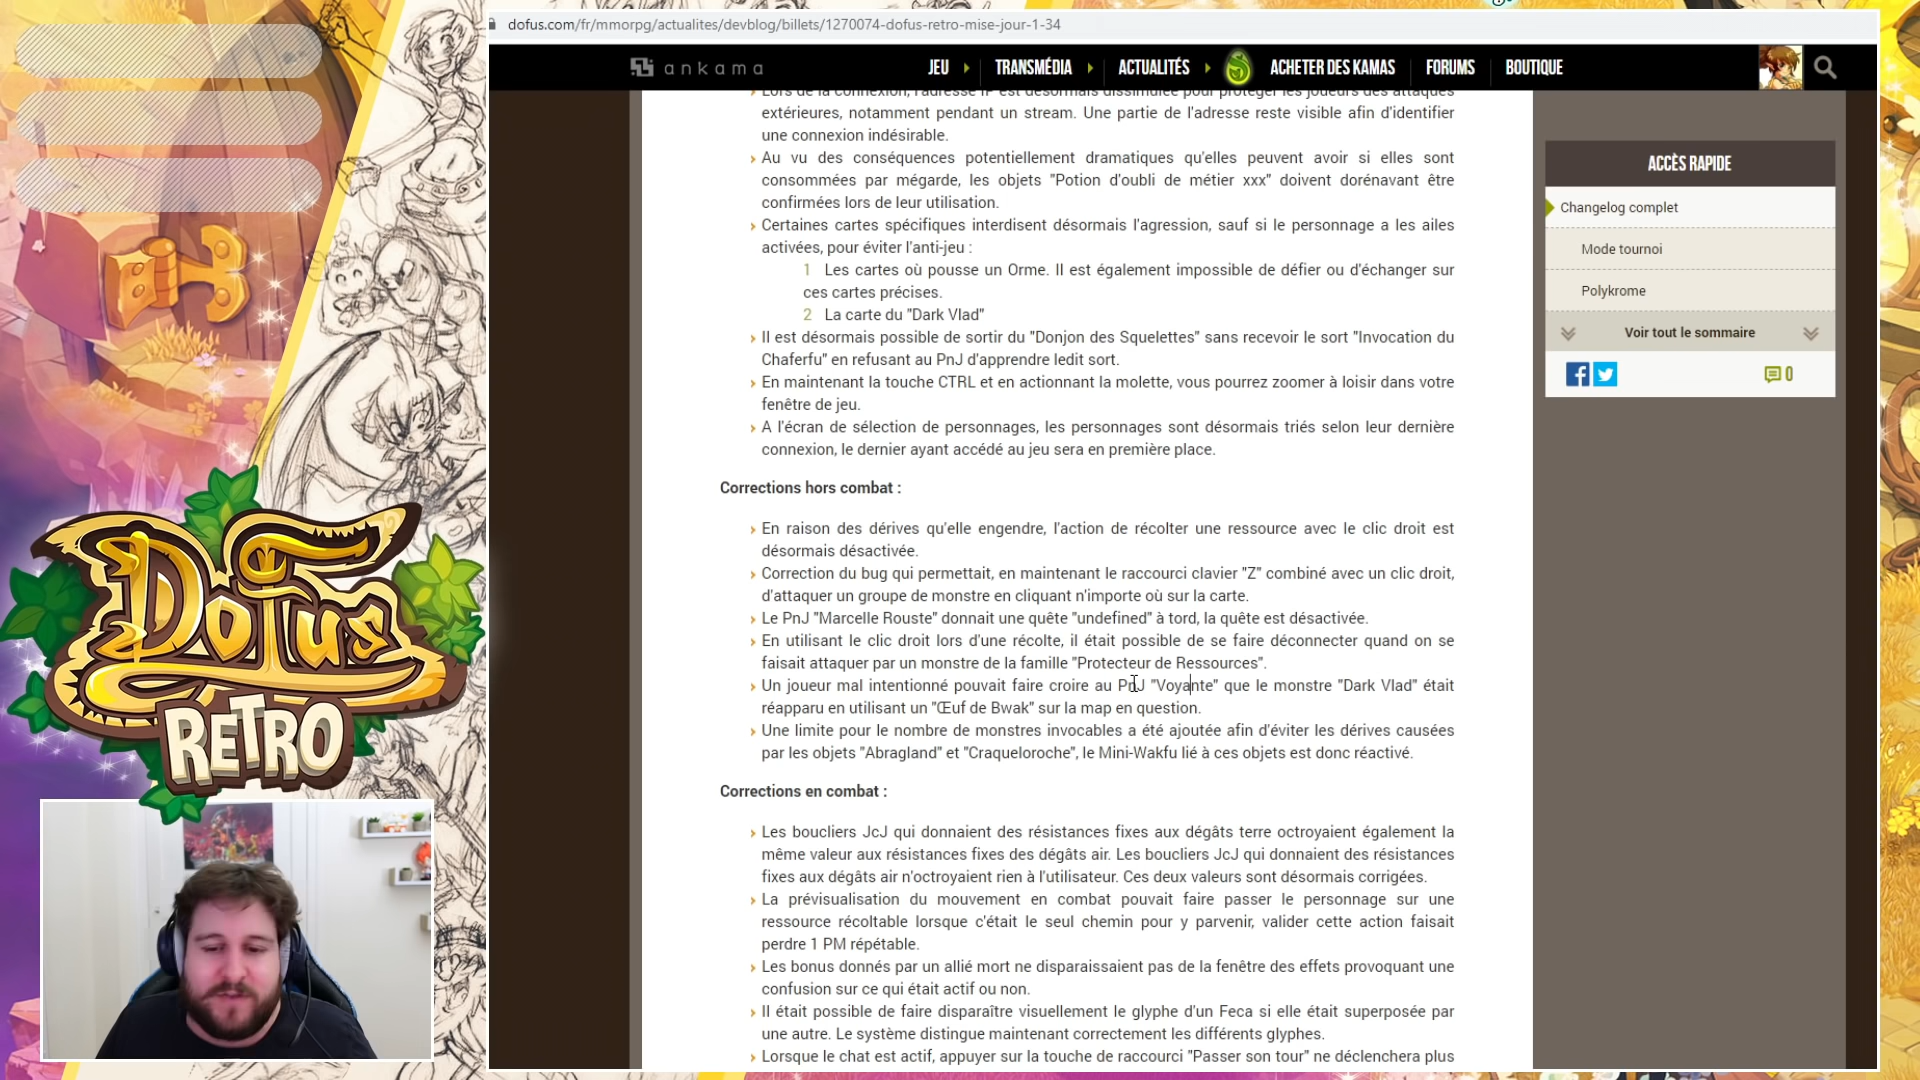 dofus.com/fr/mmorpg/actualites/devblog/billets/1270074-dofus-retro-mise-jour-1-34
ankama
JEU
TRANSMÉDIA
ACTUALITÉS
ACHETER DES KAMAS
FORUMS
BOUTIQUE
Lors de la connexion, l'adresse IP est désormais dissimulée pour protéger les joueurs des attaques
extérieures, notamment pendant un stream. Une partie de l'adresse reste visible afin d'identifier
une connexion indésirable.
Au vu des conséquences potentiellement dramatiques qu'elles peuvent avoir si elles sont
consommées par mégarde, les objets "Potion d'oubli de métier xxx" doivent dorénavant être
confirmées lors de leur utilisation.
Certaines cartes spécifiques interdisent désormais l'agression, sauf si le personnage a les ailes
activées, pour éviter l'anti-jeu :
1 Les cartes où pousse un Orme. Il est également impossible de défier ou d'échanger sur
ces cartes précises.
2 La carte du "Dark Vlad"
Il est désormais possible de sortir du "Donjon des Squelettes" sans recevoir le sort "Invocation du
Chaferfu" en refusant au PnJ d'apprendre ledit sort.
En maintenant la touche CTRL et en actionnant la molette, vous pourrez zoomer à loisir dans votre
fenêtre de jeu.
A l'écran de sélection de personnages, les personnages sont désormais triés selon leur dernière
connexion, le dernier ayant accédé au jeu sera en première place.
Corrections hors combat :
En raison des dérives qu'elle engendre, l'action de récolter une ressource avec le clic droit est
désormais désactivée.
Correction du bug qui permettait, en maintenant le raccourci clavier "Z" combiné avec un clic droit,
d'attaquer un groupe de monstre en cliquant n'importe où sur la carte.
Le PnJ "Marcelle Rouste" donnait une quête "undefined" à tord, la quête est désactivée.
En utilisant le clic droit lors d'une récolte, il était possible de se faire déconnecter quand on se
faisait attaquer par un monstre de la famille "Protecteur de Ressources".
Un joueur mal intentionné pouvait faire croire au PnJ "Voyante" que le monstre "Dark Vlad" était
réapparu en utilisant un "Œuf de Bwak" sur la map en question.
Une limite pour le nombre de monstres invocables a été ajoutée afin d'éviter les dérives causées
par les objets "Abragland" et "Craqueloroche", le Mini-Wakfu lié à ces objets est donc réactivé.
Corrections en combat :
Les boucliers JcJ qui donnaient des résistances fixes aux dégâts terre octroyaient également la
même valeur aux résistances fixes des dégâts air. Les boucliers JcJ qui donnaient des résistances
fixes aux dégâts air n'octroyaient rien à l'utilisateur. Ces deux valeurs sont désormais corrigées.
La prévisualisation du mouvement en combat pouvait faire passer le personnage sur une
ressource récoltable lorsque c'était le seul chemin pour y parvenir, valider cette action faisait
perdre 1 PM répétable.
Les bonus donnés par un allié mort ne disparaissaient pas de la fenêtre des effets provoquant une
confusion sur ce qui était actif ou non.
Il était possible de faire disparaître visuellement le glyphe d'un Feca si elle était superposée par
une autre. Le système distingue maintenant correctement les différents glyphes.
Lorsque le chat est actif, appuyer sur la touche de raccourci "Passer son tour" ne déclenchera plus
ACCÈS RAPIDE
Changelog complet
Mode tournoi
Polykrome
Voir tout le sommaire
0
DOFUS
RETRO